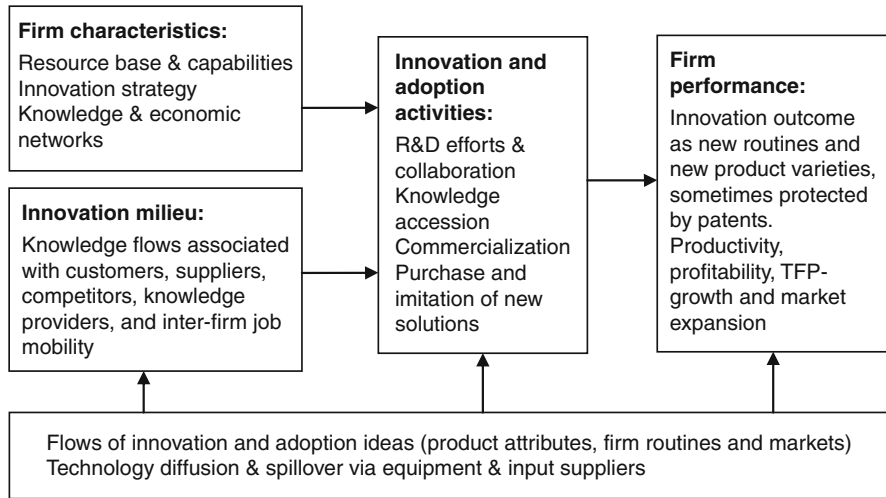 Firm characteristics:
Resource base & capabilities
Innovation strategy
Knowledge & economic
networks
Innovation milieu:
Knowledge flows associated
with customers, suppliers,
competitors, knowledge
providers, and inter-firm job
mobility
Innovation and
adoption
activities:
R&D efforts &
collaboration
Knowledge
accession
Commercialization
Purchase and
imitation of new
solutions
Firm
performance:
Innovation outcome
as new routines and
new product varieties,
sometimes protected
by patents.
Productivity,
profitability, TFP-
growth and market
expansion
Flows of innovation and adoption ideas (product attributes, firm routines and markets)
Technology diffusion & spillover via equipment & input suppliers